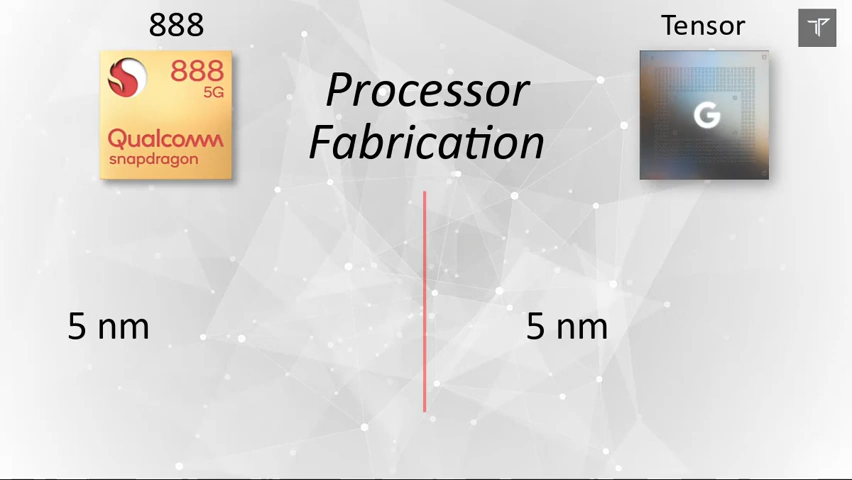 888
Tensor
888
5G
Qualcomm
snapdragon
G
Processor
Fabrication
5 nm
5 nm